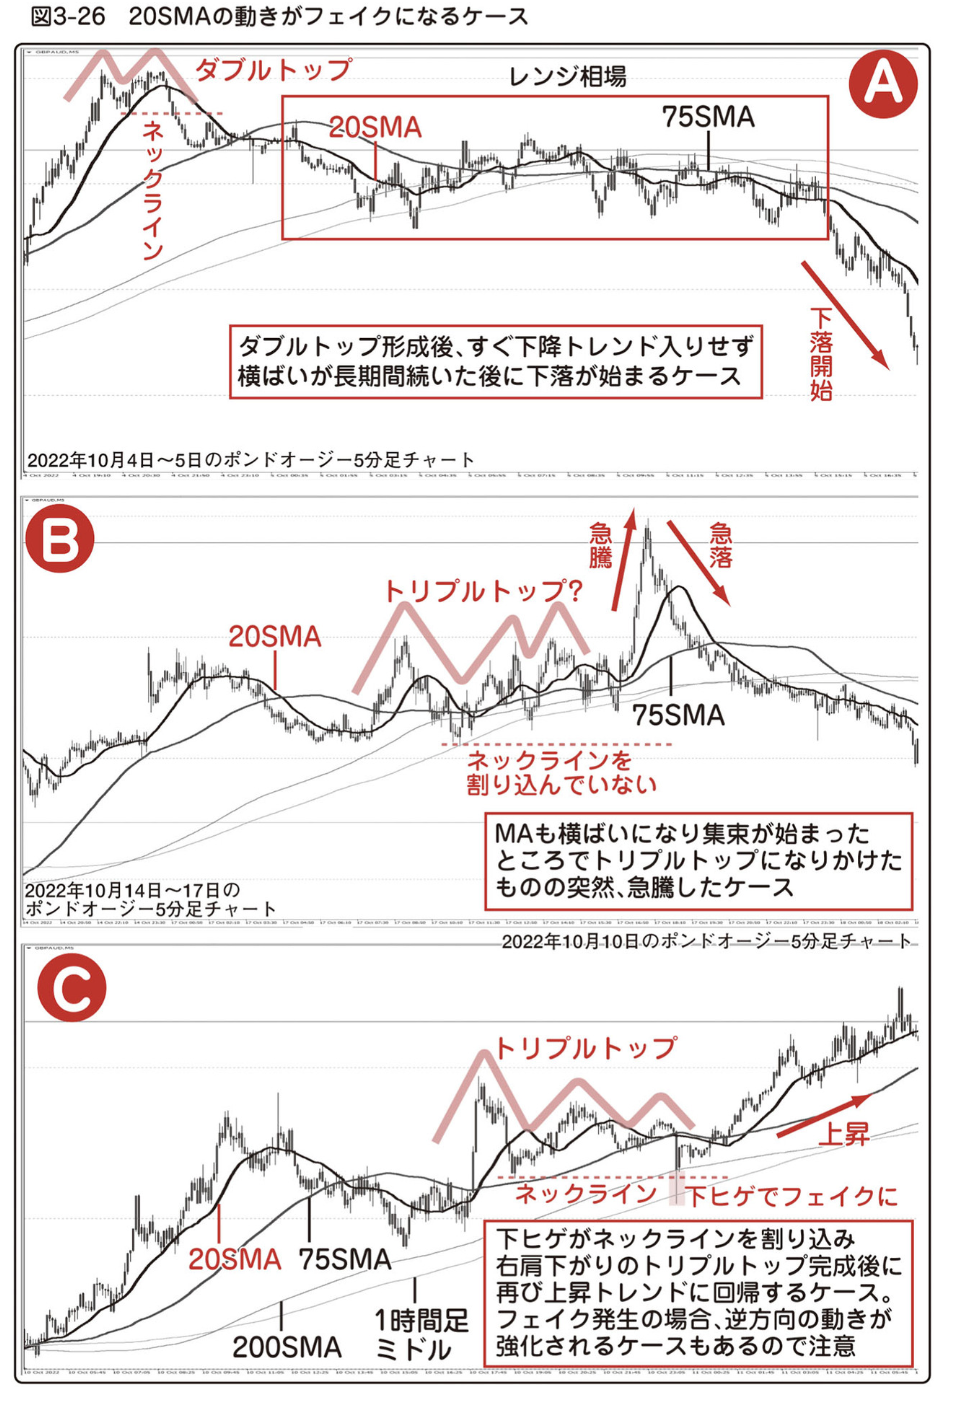 図3-26 20SMAの動きがフェイクになるケース
GBPAUD,M5
A
ダブルトップ
レンジ相場
20SMA
75SMA
ネックライン
下落開始
ダブルトップ形成後、すぐ下降トレンド入りせず
横ばいが長期間続いた後に下落が始まるケース
2022年10月4日～5日のポンドオージー5分足チャート
GBPAUD,M5
B
急騰
急落
トリプルトップ?
20SMA
75SMA
ネックラインを
割り込んでいない
MAも横ばいになり集束が始まった
ところでトリプルトップになりかけた
ものの突然、急騰したケース
2022年10月14日～17日の
ポンドオージー5分足チャート
2022年10月10日のポンドオージー5分足チャート
GBPAUD,M5
C
トリプルトップ
上昇
ネックライン
下ヒゲでフェイクに
20SMA
75SMA
200SMA
1時間足
ミドル
下ヒゲがネックラインを割り込み
右肩下がりのトリプルトップ完成後に
再び上昇トレンドに回帰するケース。
フェイク発生の場合、逆方向の動きが
強化されるケースもあるので注意